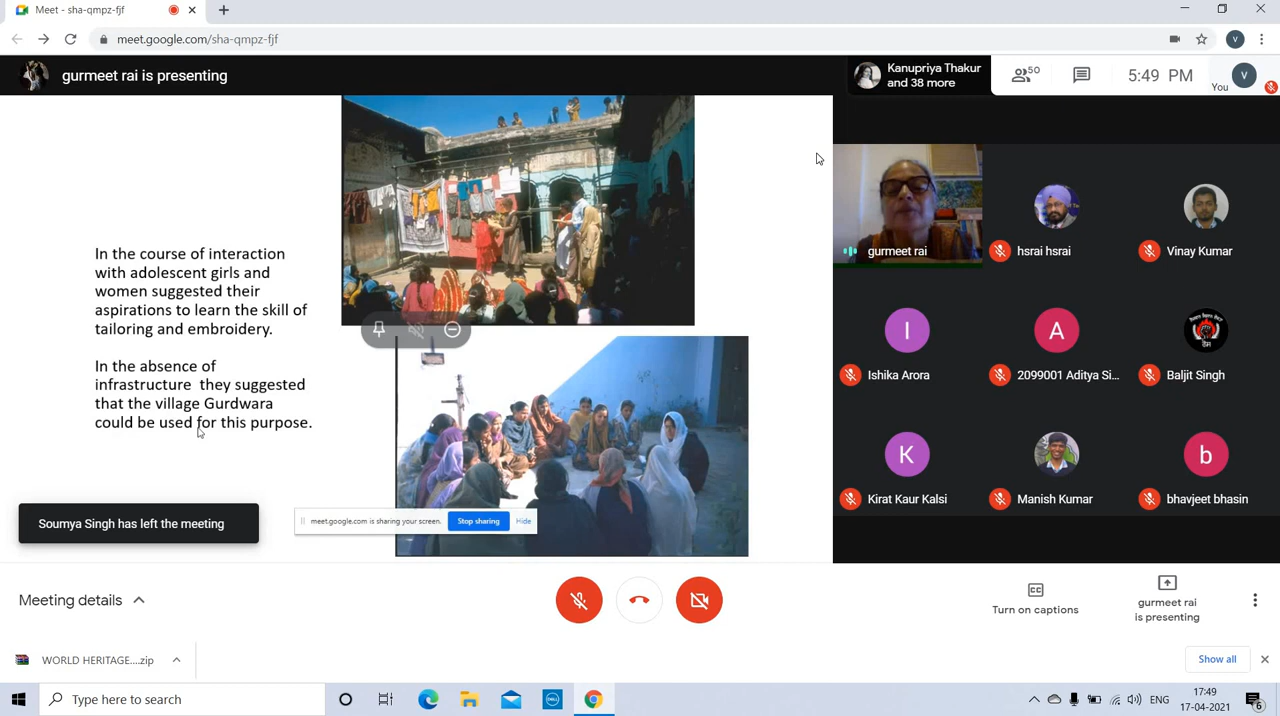 Meet - sha-qmpz-fjf
meet.google.com/sha-qmpz-fjf
gurmeet rai is presenting
Kanupriya Thakur
and 38 more
50
5:49 PM
You
V
v
In the course of interaction
with adolescent girls and
women suggested their
aspirations to learn the skill of
tailoring and embroidery.
In the absence of
infrastructure they suggested
that the village Gurdwara
could be used for this purpose.
gurmeet rai
hsrai hsrai
Vinay Kumar
I
A
Ishika Arora
2099001 Aditya Si...
Baljit Singh
K
b
Kirat Kaur Kalsi
Manish Kumar
bhavjeet bhasin
Soumya Singh has left the meeting
meet.google.com is sharing your screen.
Stop sharing
Hide
Meeting details
CC
Turn on captions
gurmeet rai
is presenting
WORLD HERITAGE....zip
Show all
Type here to search
DELL
ENG
17:49
17-04-2021
6